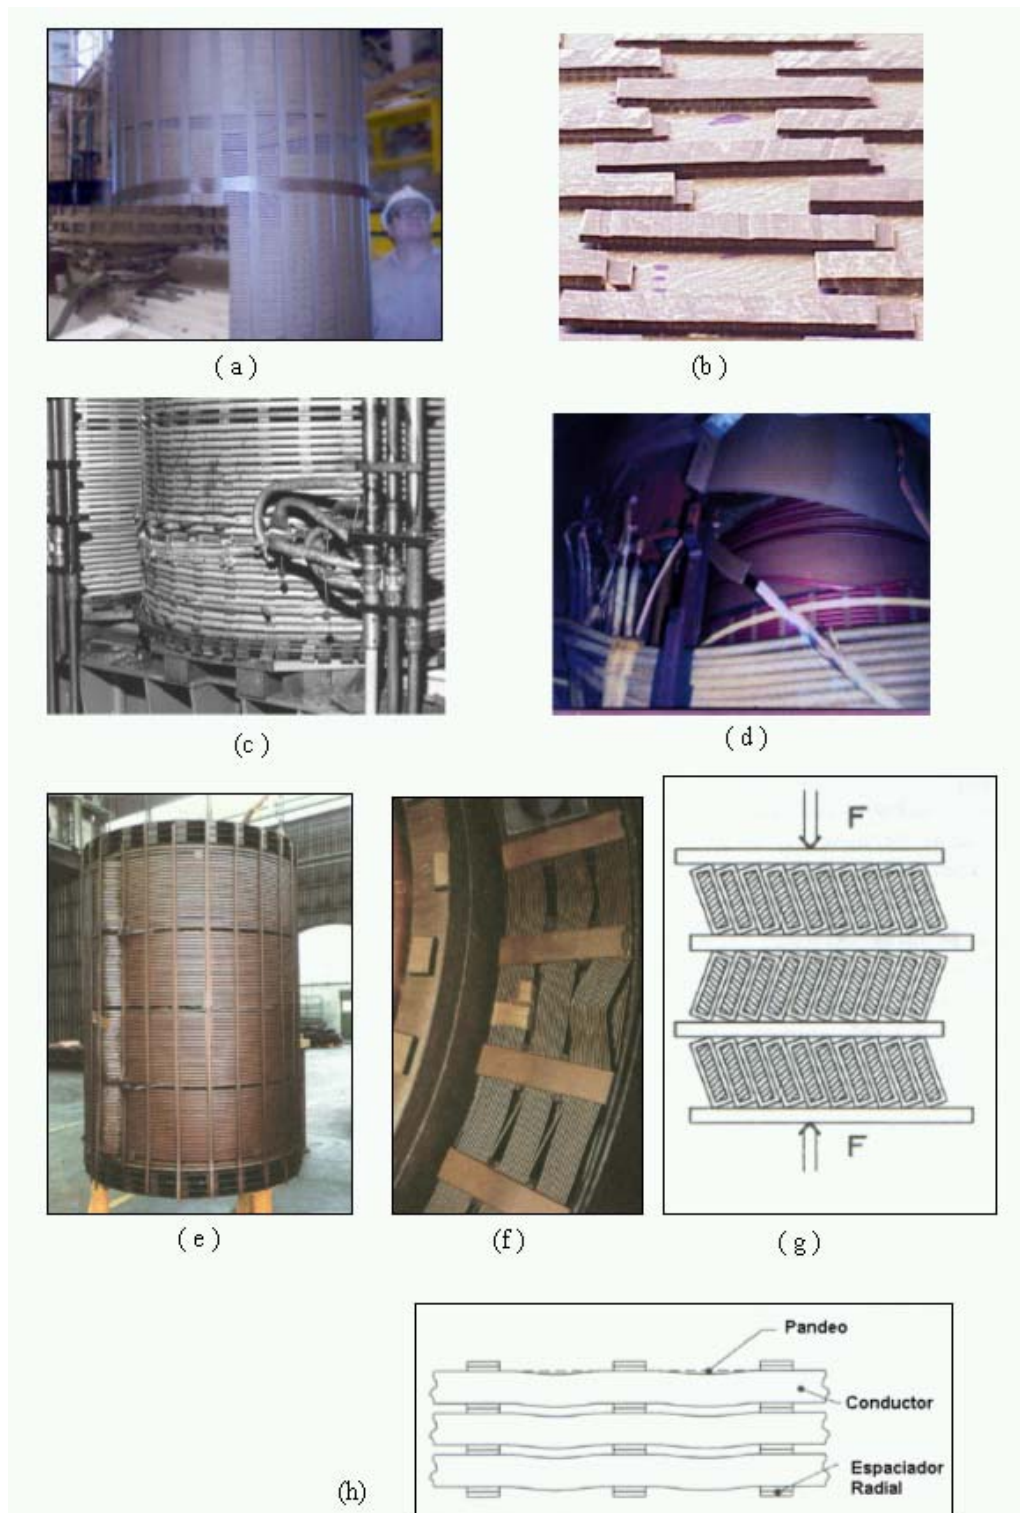 ( a )
(b )
(c )
( d )
F
F
( e )
(f )
( g )
Pandeo
Conductor
Espaciador
Radial
(h)